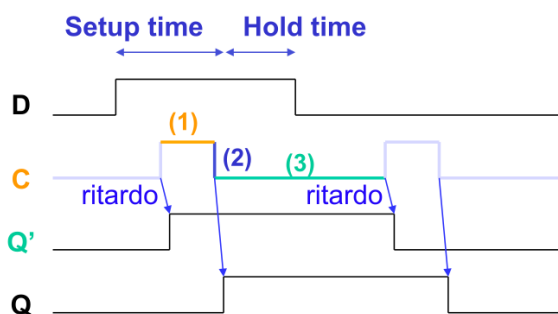 Setup time Hold time
D
(1)
(2)
(3)
C
ritardo ritardo
Q’
Q